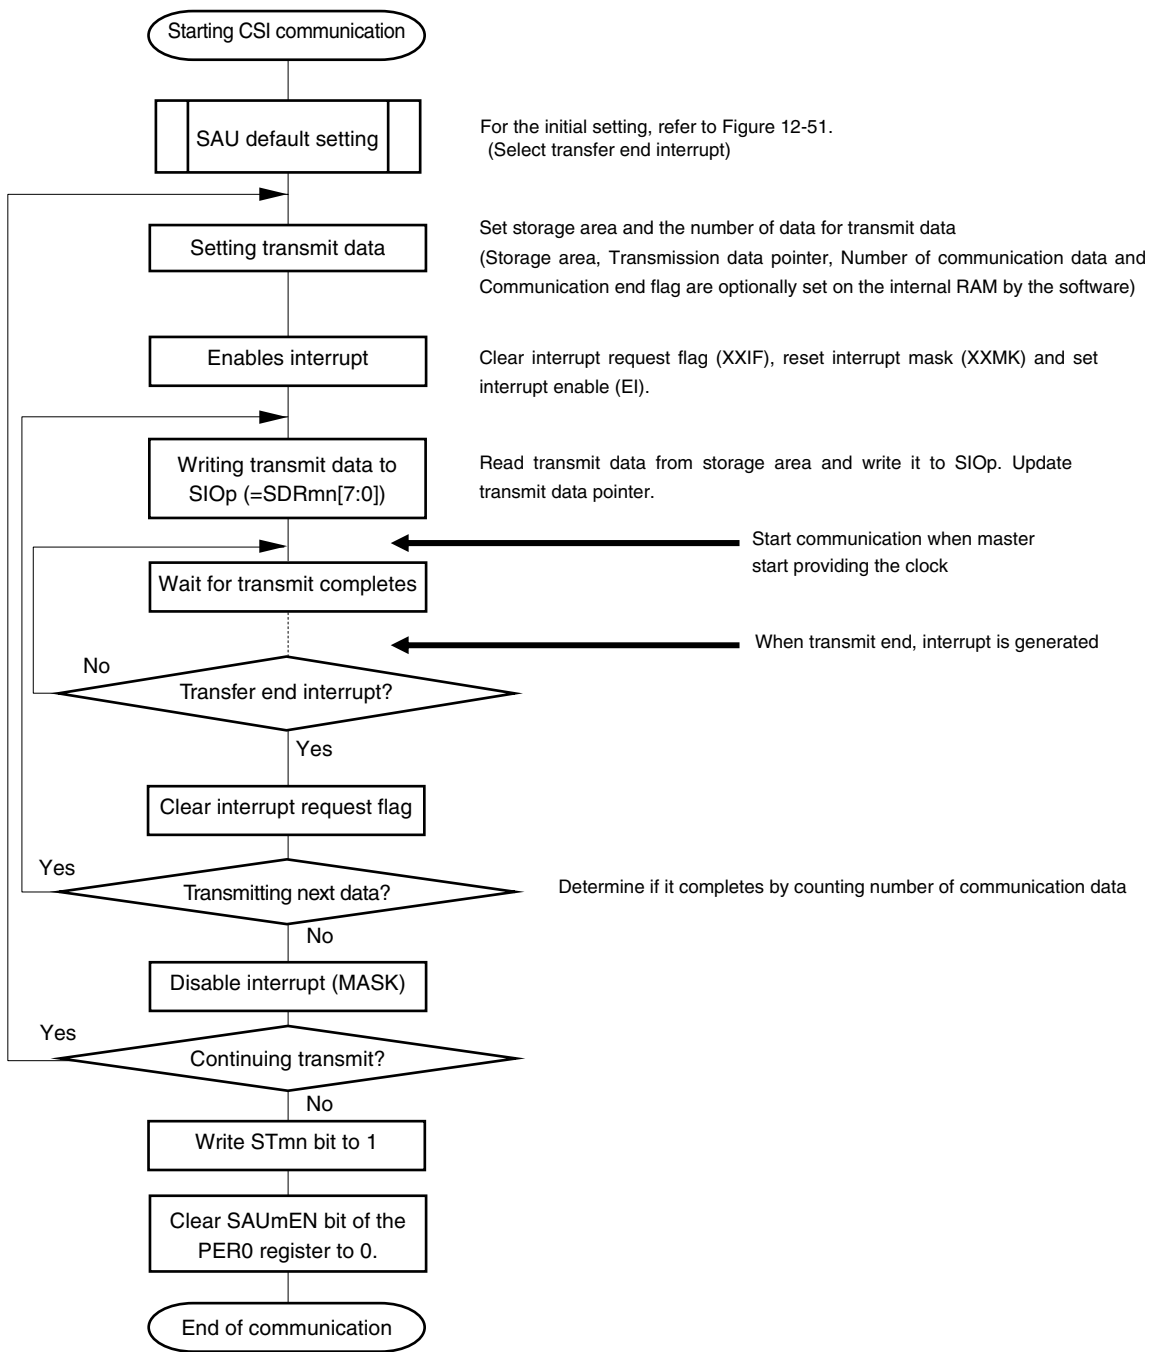 Starting CSI communication
SAU default setting
For the initial setting, refer to Figure 12-51.
(Select transfer end interrupt)
Setting transmit data
Set storage area and the number of data for transmit data
(Storage area, Transmission data pointer, Number of communication data and
Communication end flag are optionally set on the internal RAM by the software)
Enables interrupt
Clear interrupt request flag (XXIF), reset interrupt mask (XXMK) and set
interrupt enable (EI).
Writing transmit data to
SIOp (=SDRmn[7:0])
Read transmit data from storage area and write it to SIOp. Update
transmit data pointer.
Start communication when master
start providing the clock
Wait for transmit completes
When transmit end, interrupt is generated
No
Transfer end interrupt?
Yes
Clear interrupt request flag
Yes
Transmitting next data?
Determine if it completes by counting number of communication data
No
Disable interrupt (MASK)
Yes
Continuing transmit?
No
Write STmn bit to 1
Clear SAUmEN bit of the
PER0 register to 0.
End of communication